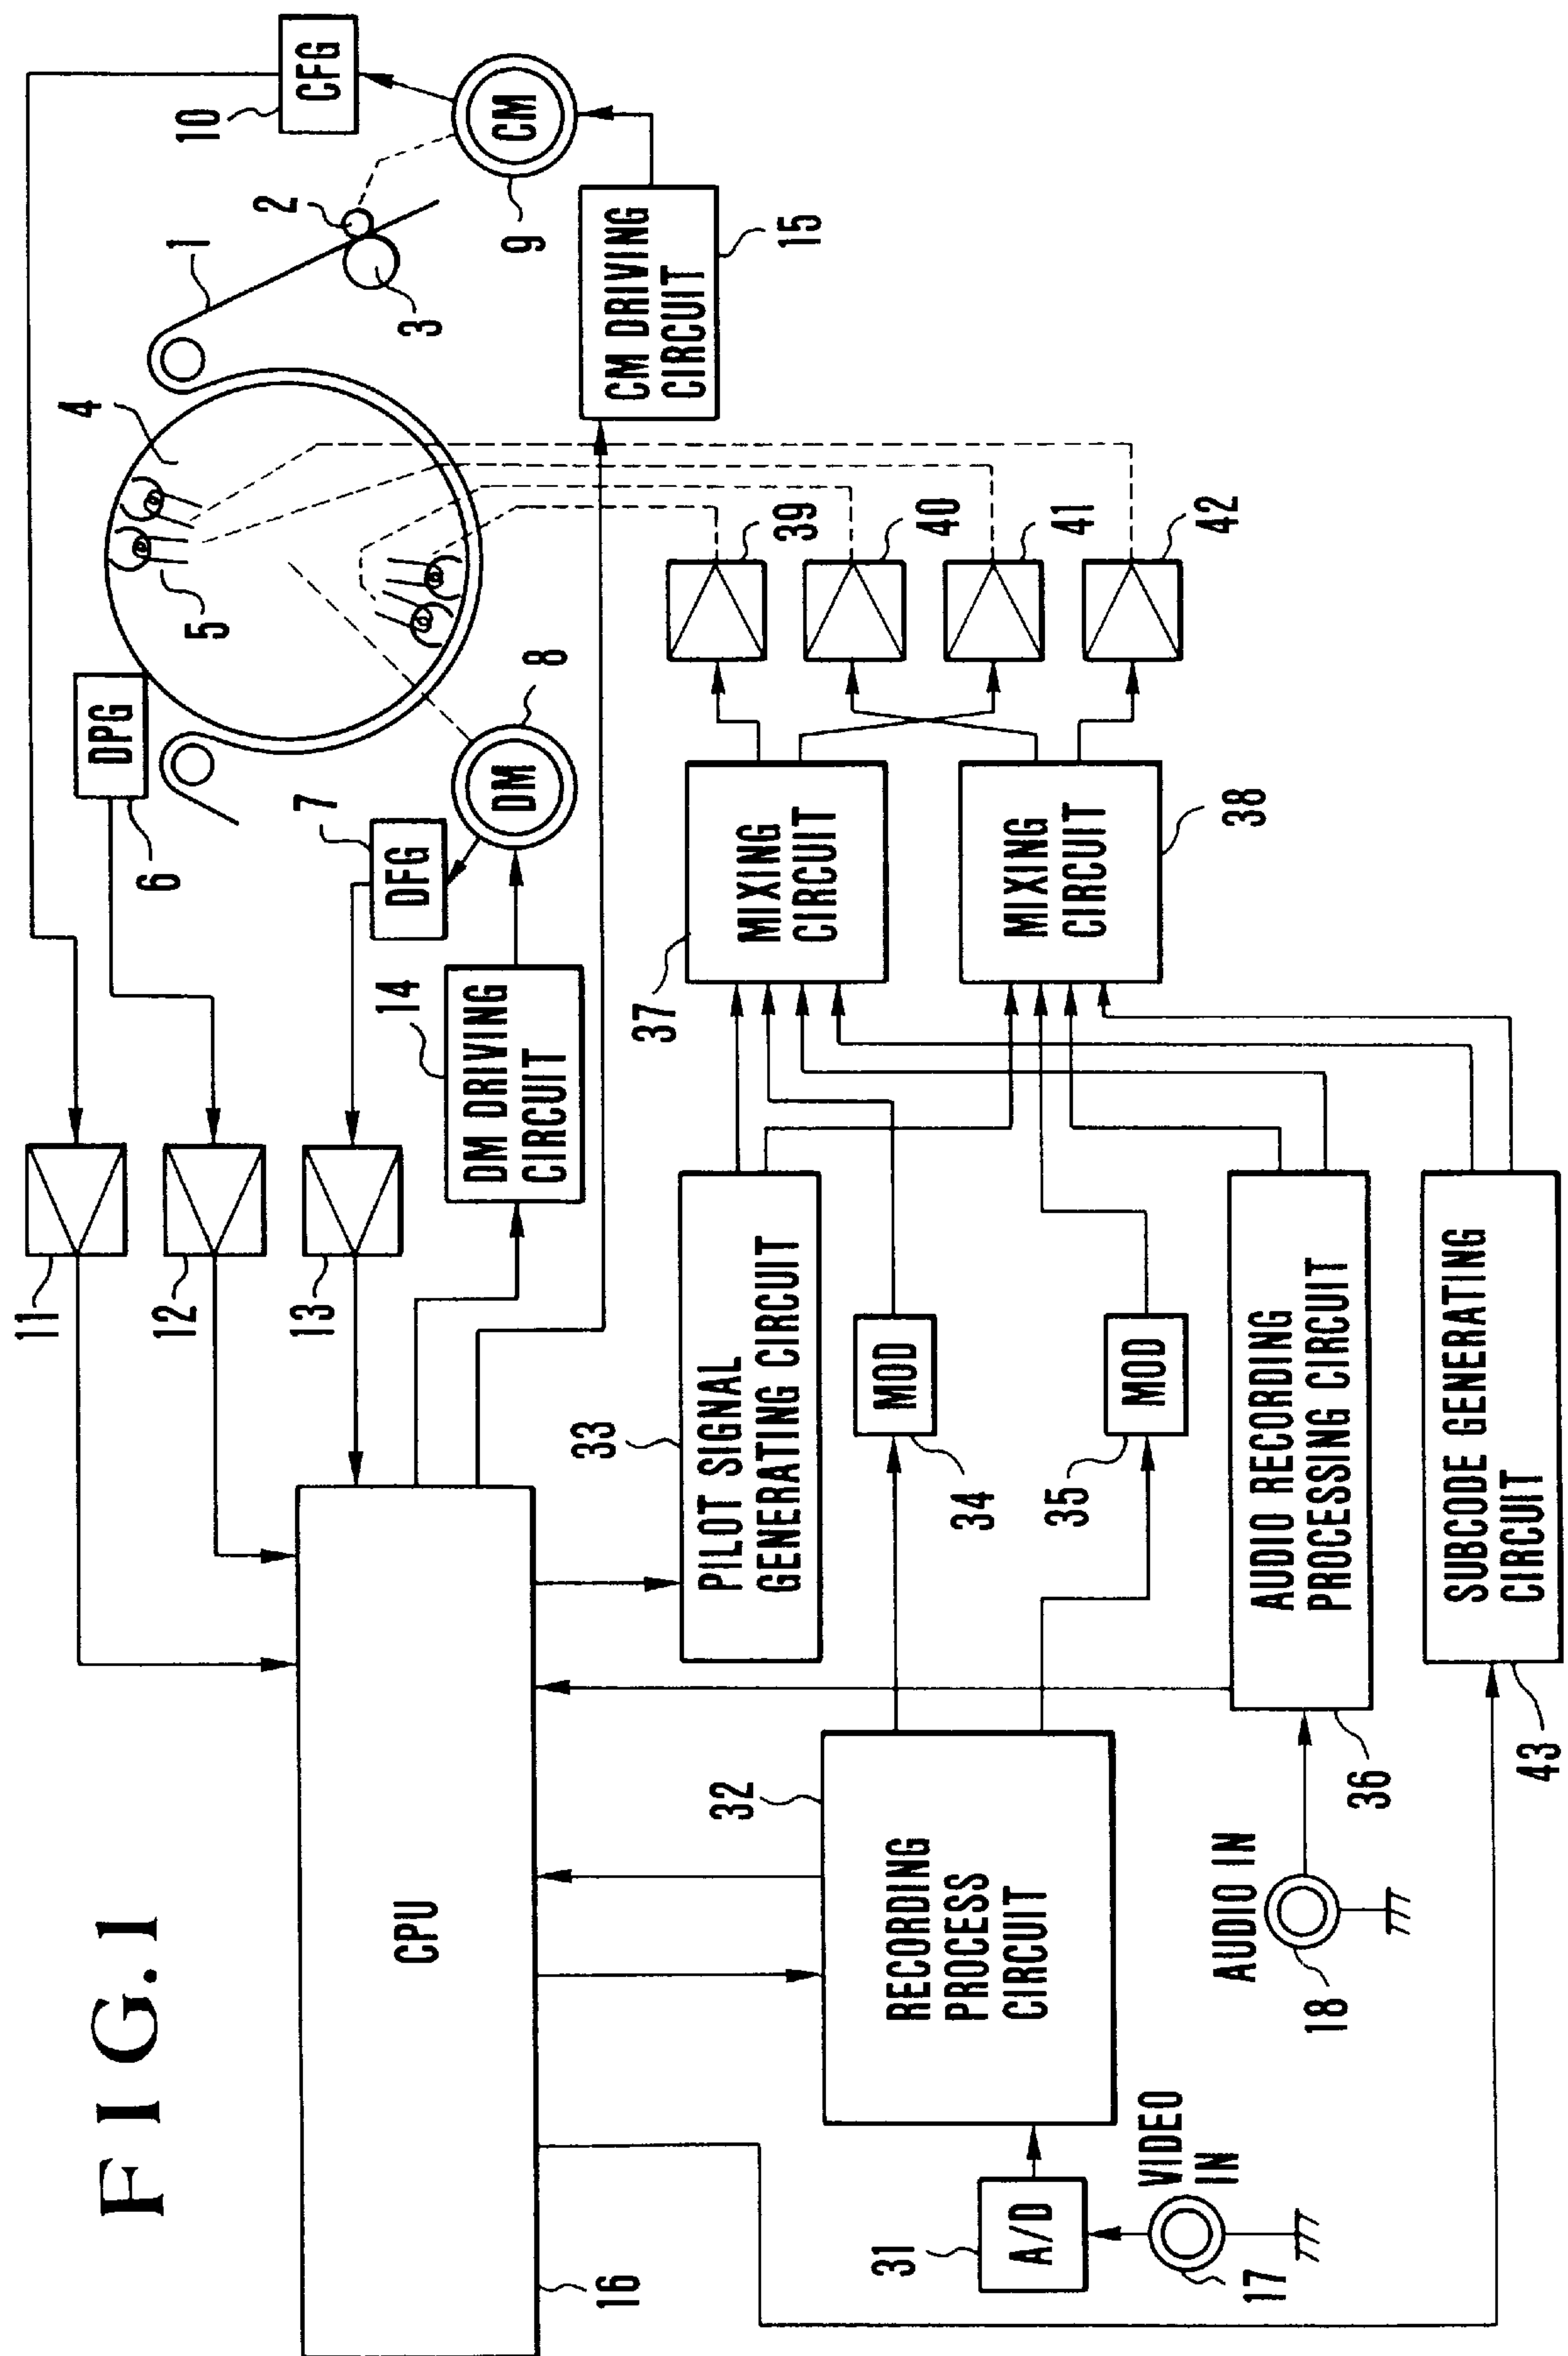 FIG.1
CPU
16
11
12
13
DM DRIVING
CIRCUIT
14
DPG
6
DFG
7
DM
8
4
5
1
2
3
CFG
10
CM
9
CM DRIVING
CIRCUIT
15
PILOT SIGNAL
GENERATING CIRCUIT
33
MOD
34
MOD
35
RECORDING
PROCESS
CIRCUIT
32
A/D
31
VIDEO
IN
17
AUDIO IN
18
AUDIO RECORDING
PROCESSING CIRCUIT
36
SUBCODE GENERATING
CIRCUIT
43
MIXING
CIRCUIT
37
MIXING
CIRCUIT
38
39
40
41
42